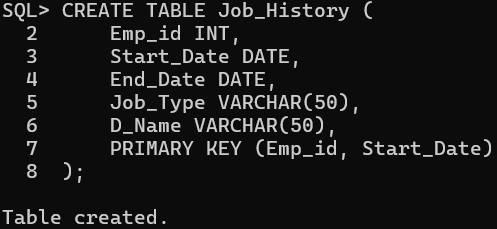 SQL> CREATE TABLE Job_History (
  2      Emp_id INT,
  3      Start_Date DATE,
  4      End_Date DATE,
  5      Job_Type VARCHAR(50),
  6      D_Name VARCHAR(50),
  7      PRIMARY KEY (Emp_id, Start_Date)
  8  );

Table created.